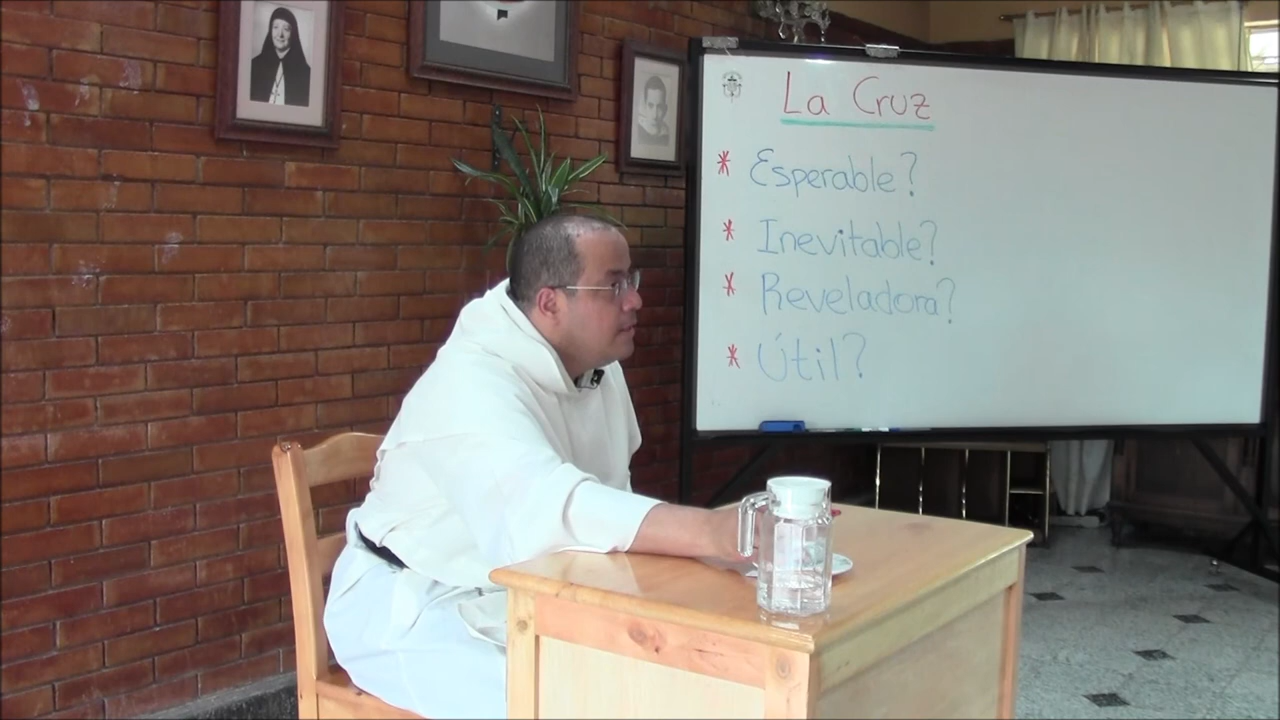 La Cruz
* Esperable?
* Inevitable?
* Reveladora?
* Útil?